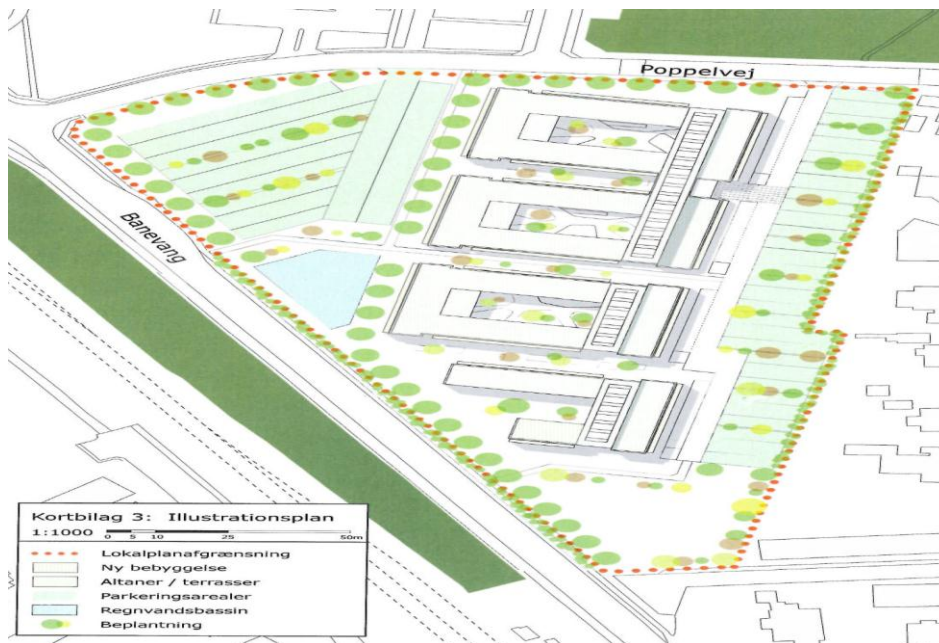 Poppelvej
Banevang
Kortbilag 3: Illustrationsplan
1:1000 0 5 10 25 50m
Lokalplanafgrænsning
Ny bebyggelse
Altaner / terrasser
Parkeringsarealer
Regnvandsbassin
Beplantning